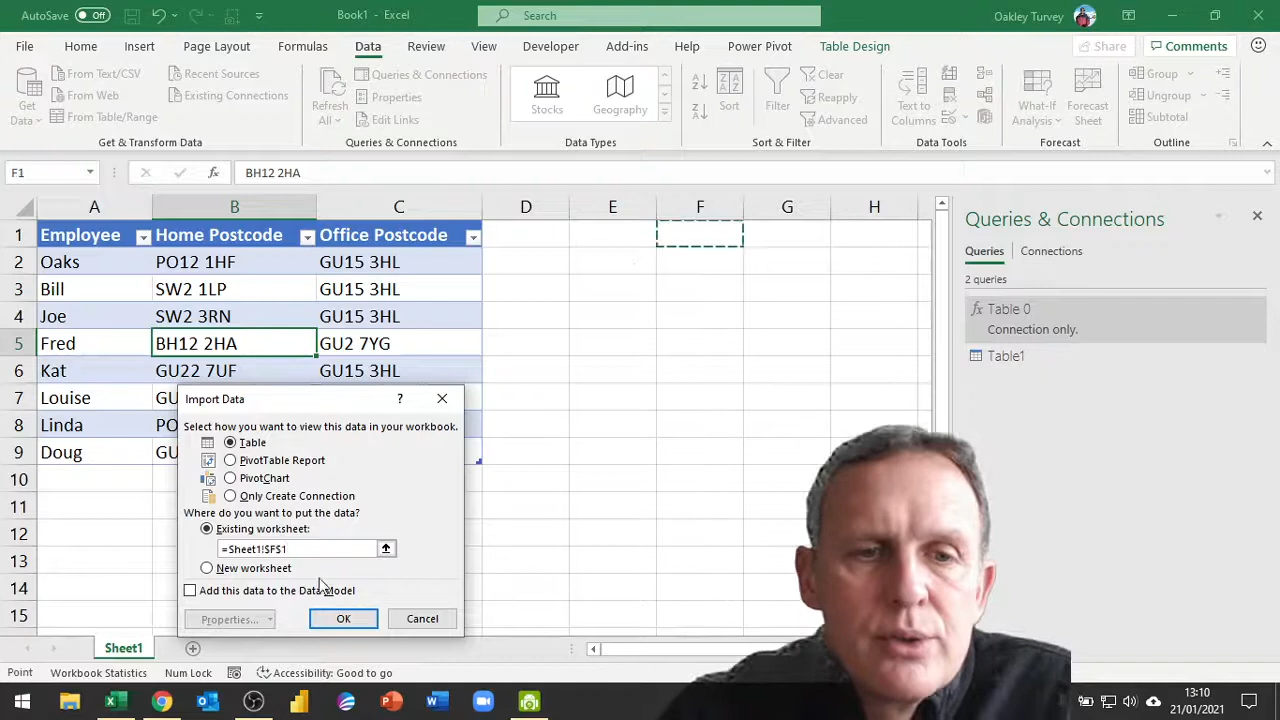 AutoSave Off Book1 - Excel Search Oakley Turvey
File Home Insert Page Layout Formulas Data Review View Developer Add-ins Help Power Pivot Table Design Share Comments
Get Data
From Text/CSV
From Web
From Table/Range
Recent Sources
Existing Connections
Get & Transform Data
Refresh All
Queries & Connections
Properties
Edit Links
Queries & Connections
Stocks Geography
Data Types
Sort Filter
Clear
Reapply
Advanced
Sort & Filter
Text to Columns
Data Tools
What-If Analysis
Forecast Sheet
Forecast
Group
Ungroup
Subtotal
Outline
F1 fx BH12 2HA
A B C D E F G H
1 Employee Home Postcode Office Postcode
2 Oaks PO12 1HF GU15 3HL
3 Bill SW2 1LP GU15 3HL
4 Joe SW2 3RN GU15 3HL
5 Fred BH12 2HA GU2 7YG
6 Kat GU22 7UF GU15 3HL
7 Louise GU
8 Linda PO
9 Doug GU
10
11
12
13
14
15
Import Data ?
Select how you want to view this data in your workbook.
Table
PivotTable Report
PivotChart
Only Create Connection
Where do you want to put the data?
Existing worksheet:
=Sheet1!$F$1
New worksheet
Add this data to the Data Model
Properties... OK Cancel
Queries & Connections
Queries Connections
2 queries
fx Table 0
Connection only.
Table1
Sheet1
Point Workbook Statistics Num Lock Accessibility: Good to go
13:10
21/01/2021